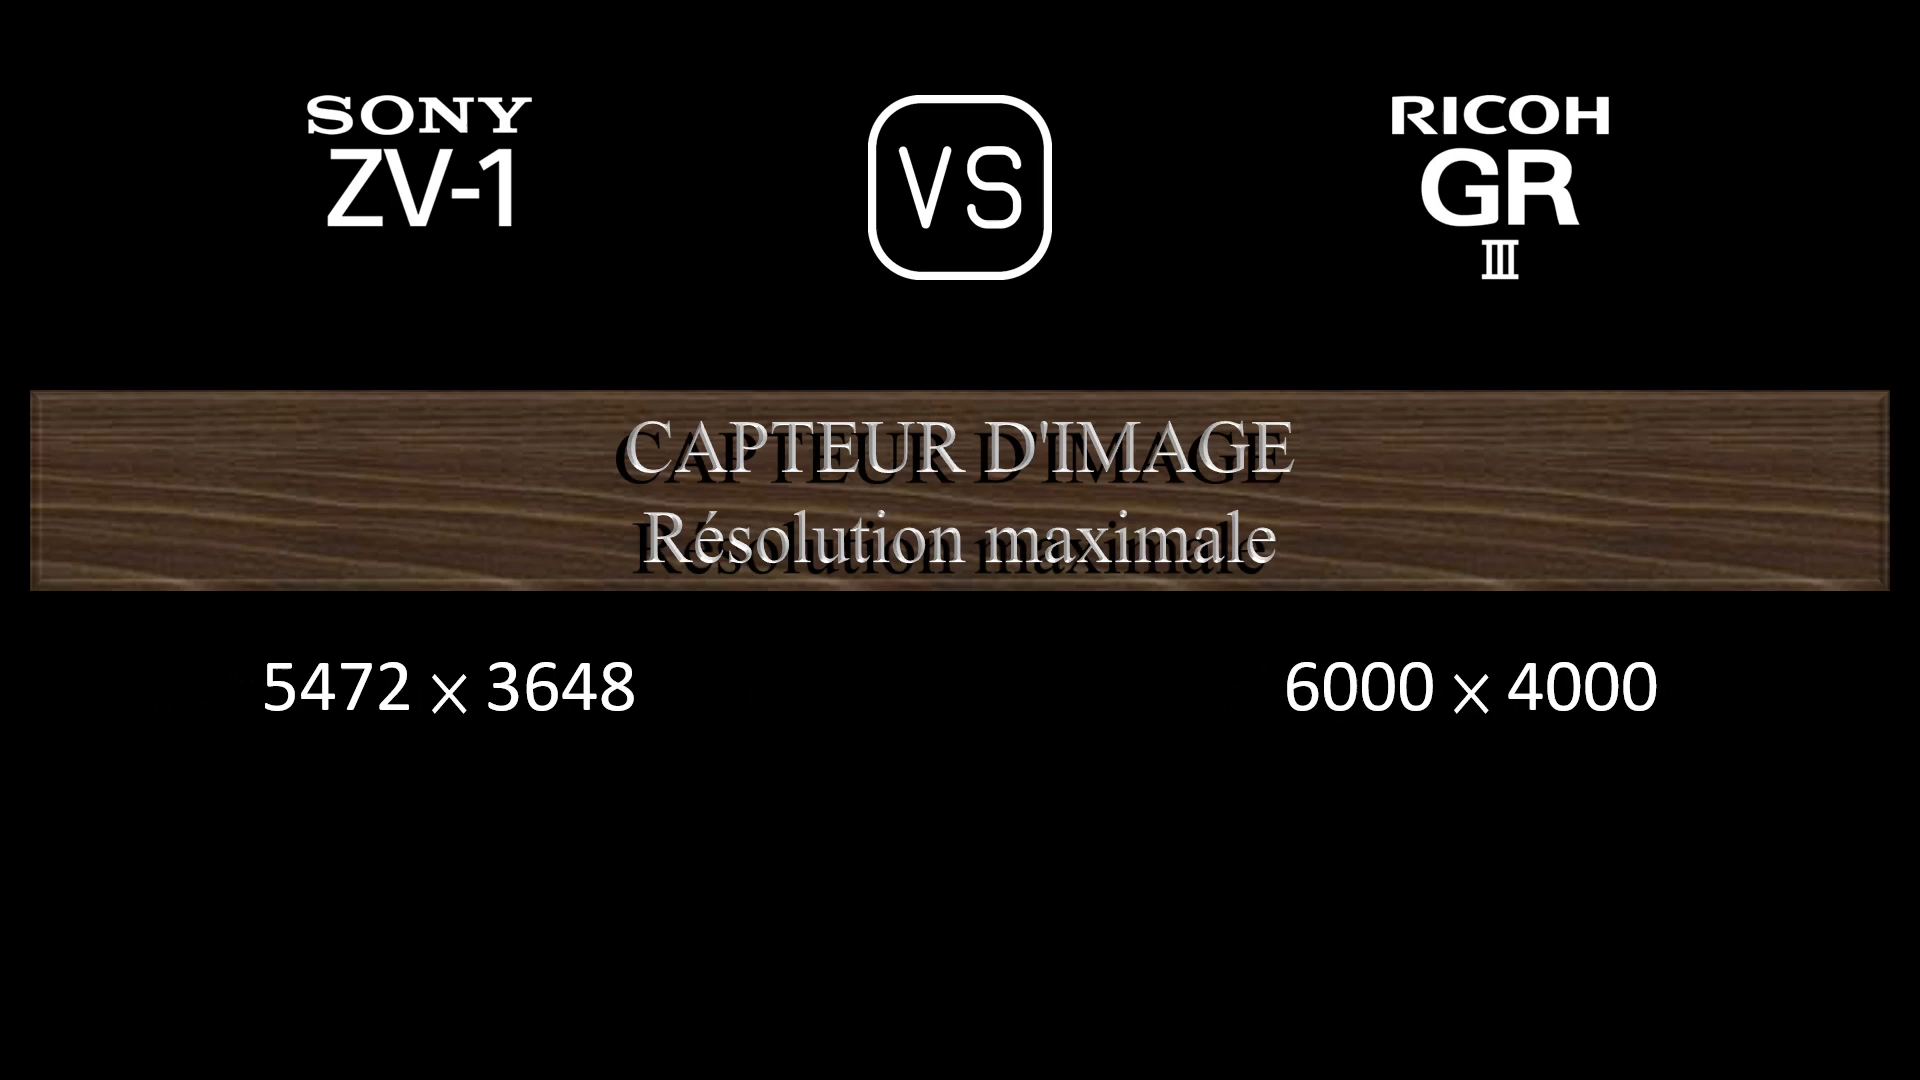 SONY
ZV-1
VS
RICOH
GR
III
CAPTEUR D'IMAGE
Résolution maximale
5472 x 3648
6000 x 4000